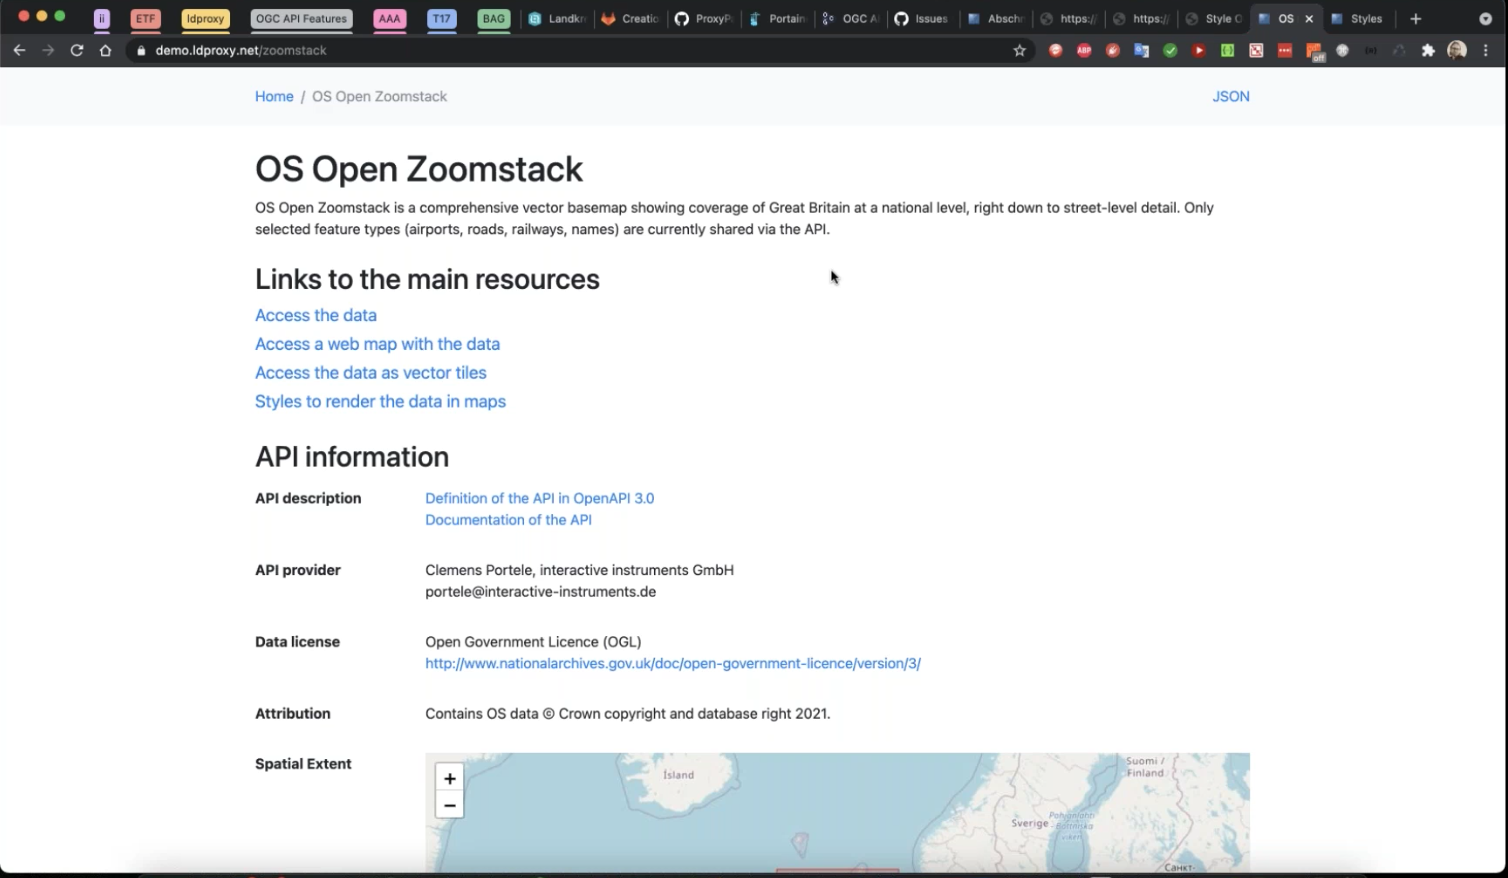 ii
ETF
ldproxy
OGC API Features
AAA
T17
BAG
Landkr
Creatio
ProxyP
Portain
OGC A
Issues
Abschn
https:/
https:/
Style O
OS
Styles
demo.ldproxy.net/zoomstack
ABP
off
Home / OS Open Zoomstack
JSON
OS Open Zoomstack
OS Open Zoomstack is a comprehensive vector basemap showing coverage of Great Britain at a national level, right down to street-level detail. Only
selected feature types (airports, roads, railways, names) are currently shared via the API.
Links to the main resources
Access the data
Access a web map with the data
Access the data as vector tiles
Styles to render the data in maps
API information
API description
Definition of the API in OpenAPI 3.0
Documentation of the API
API provider
Clemens Portele, interactive instruments GmbH
portele@interactive-instruments.de
Data license
Open Government Licence (OGL)
http://www.nationalarchives.gov.uk/doc/open-government-licence/version/3/
Attribution
Contains OS data © Crown copyright and database right 2021.
Spatial Extent
+
−
Ísland
Suomi /
Finland
Sverige
Санкт-